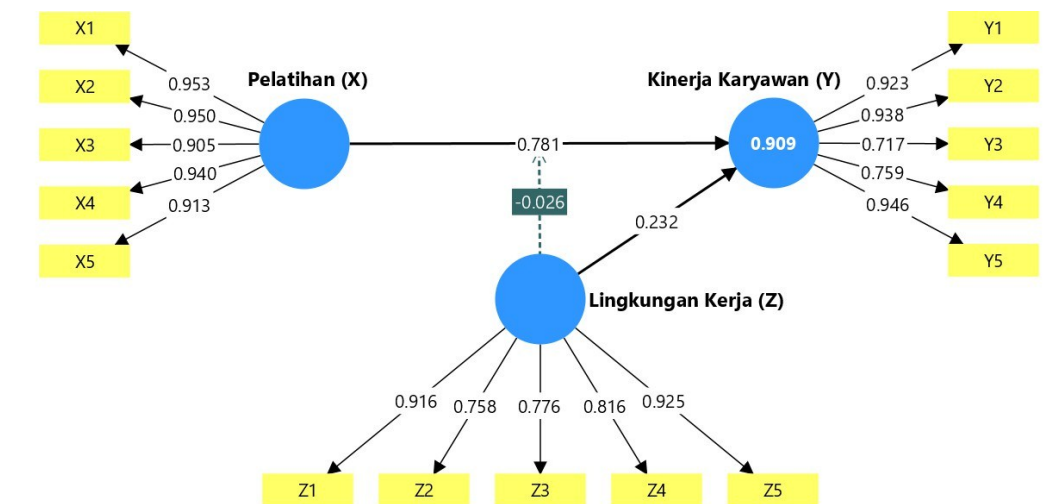 X1
X2
X3
X4
X5
0.953
0.950
0.905
0.940
0.913
Pelatihan (X)
0.781
-0.026
0.232
Kinerja Karyawan (Y)
0.909
0.923
0.938
0.717
0.759
0.946
Y1
Y2
Y3
Y4
Y5
Lingkungan Kerja (Z)
0.916
0.758
0.776
0.816
0.925
Z1
Z2
Z3
Z4
Z5